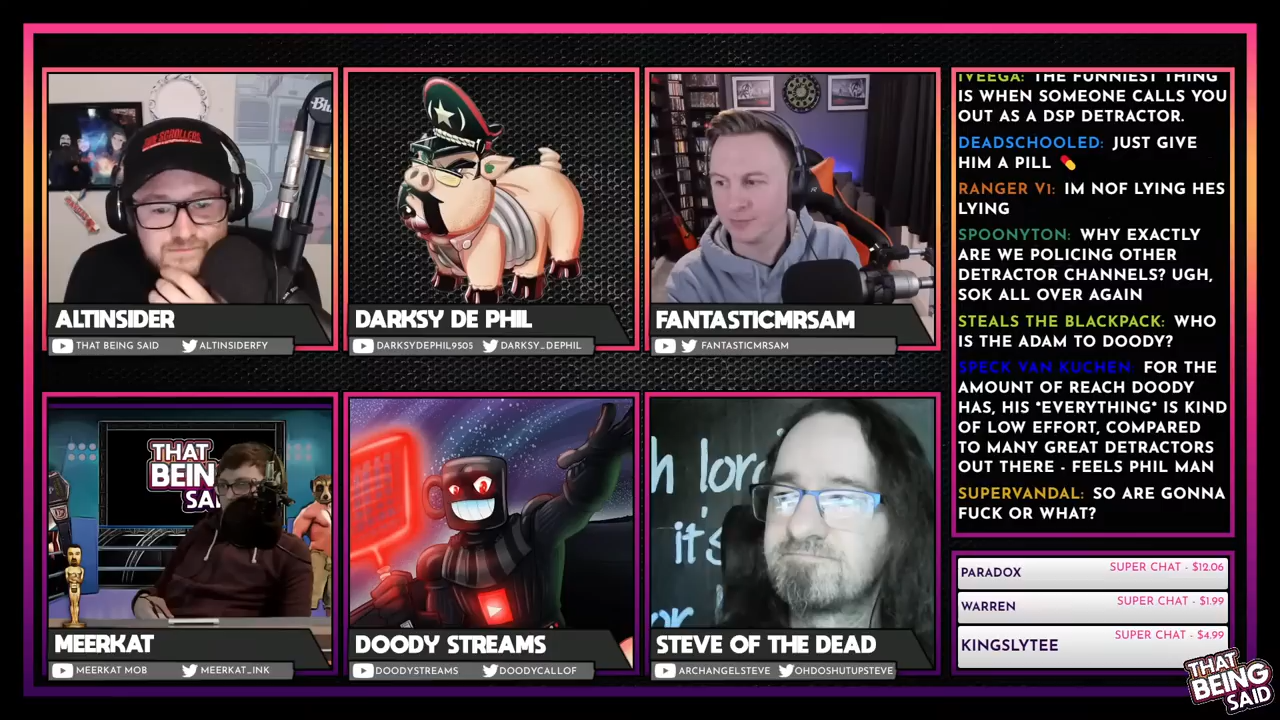 ALTINSIDER
THAT BEING SAID
ALTINSIDERFY
DARKSY DE PHIL
DARKSYDEPHIL9505
DARKSY_DEPHIL
FANTASTICMRSAM
FANTASTICMRSAM
THAT
BEIN
SA
MEERKAT
MEERKAT MOB
MEERKAT_INK
DOODY STREAMS
DOODYSTREAMS
DOODYCALLOF
h lor
it's
STEVE OF THE DEAD
ARCHANGELSTEVE
OHDOSHUTUPSTEVE
IVEEGA: THE FUNNIEST THING
IS WHEN SOMEONE CALLS YOU
OUT AS A DSP DETRACTOR.
DEADSCHOOLED: JUST GIVE
HIM A PILL 💊
RANGER V1: IM NOF LYING HES
LYING
SPOONYTON: WHY EXACTLY
ARE WE POLICING OTHER
DETRACTOR CHANNELS? UGH,
SOK ALL OVER AGAIN
STEALS THE BLACKPACK: WHO
IS THE ADAM TO DOODY?
SPECK VAN KUCHEN: FOR THE
AMOUNT OF REACH DOODY
HAS, HIS *EVERYTHING* IS KIND
OF LOW EFFORT, COMPARED
TO MANY GREAT DETRACTORS
OUT THERE - FEELS PHIL MAN
SUPERVANDAL: SO ARE GONNA
FUCK OR WHAT?
PARADOX SUPER CHAT - $12.06
WARREN SUPER CHAT - $1.99
KINGSLYTEE SUPER CHAT - $4.99
THAT
BEING
SAID